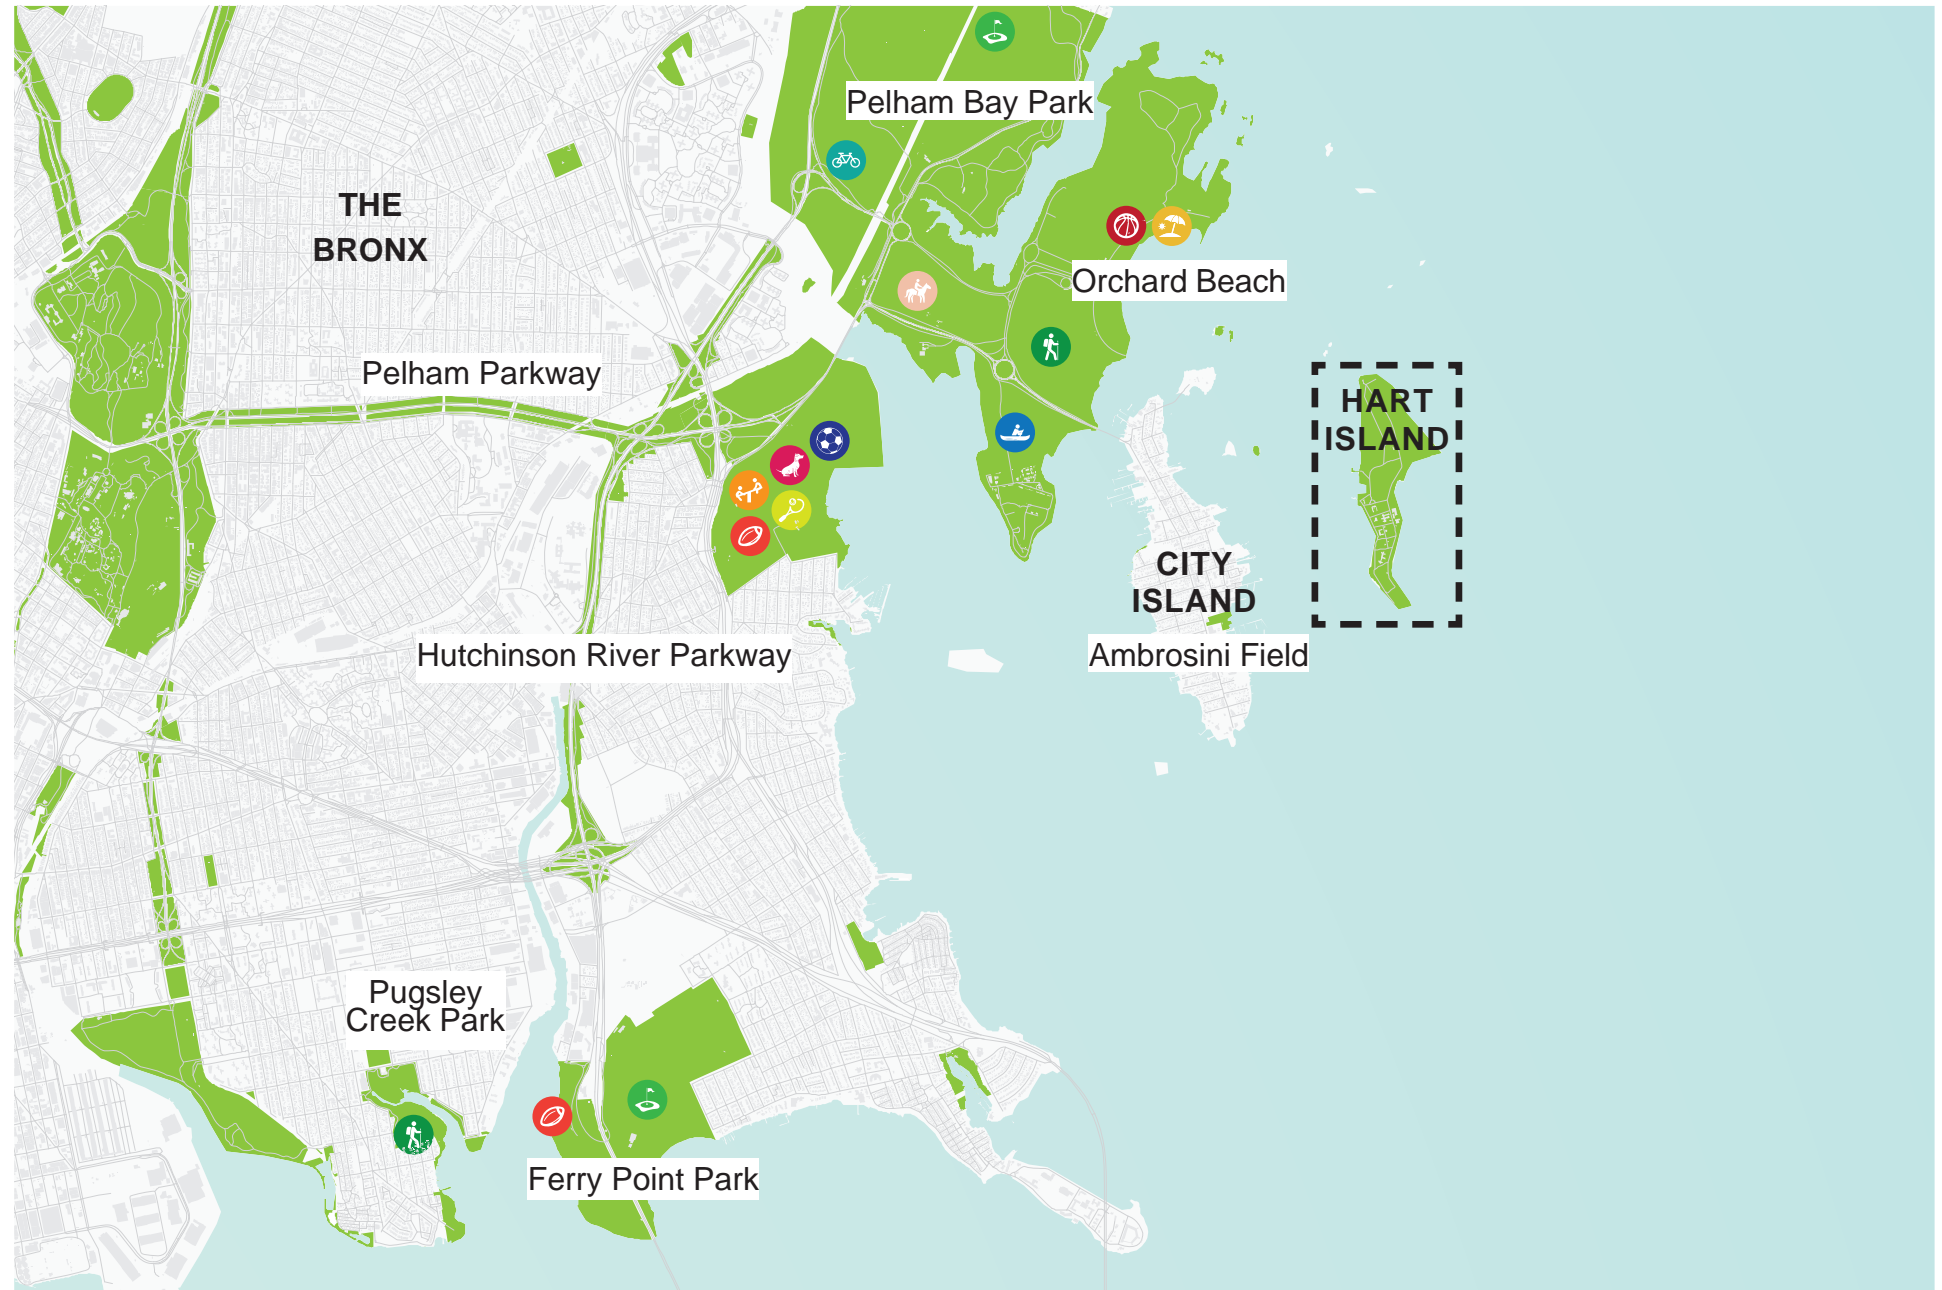 Pelham Bay Park
THE
BRONX
Orchard Beach
Pelham Parkway
HART
ISLAND
CITY
ISLAND
Hutchinson River Parkway
Ambrosini Field
Pugsley
Creek Park
Ferry Point Park